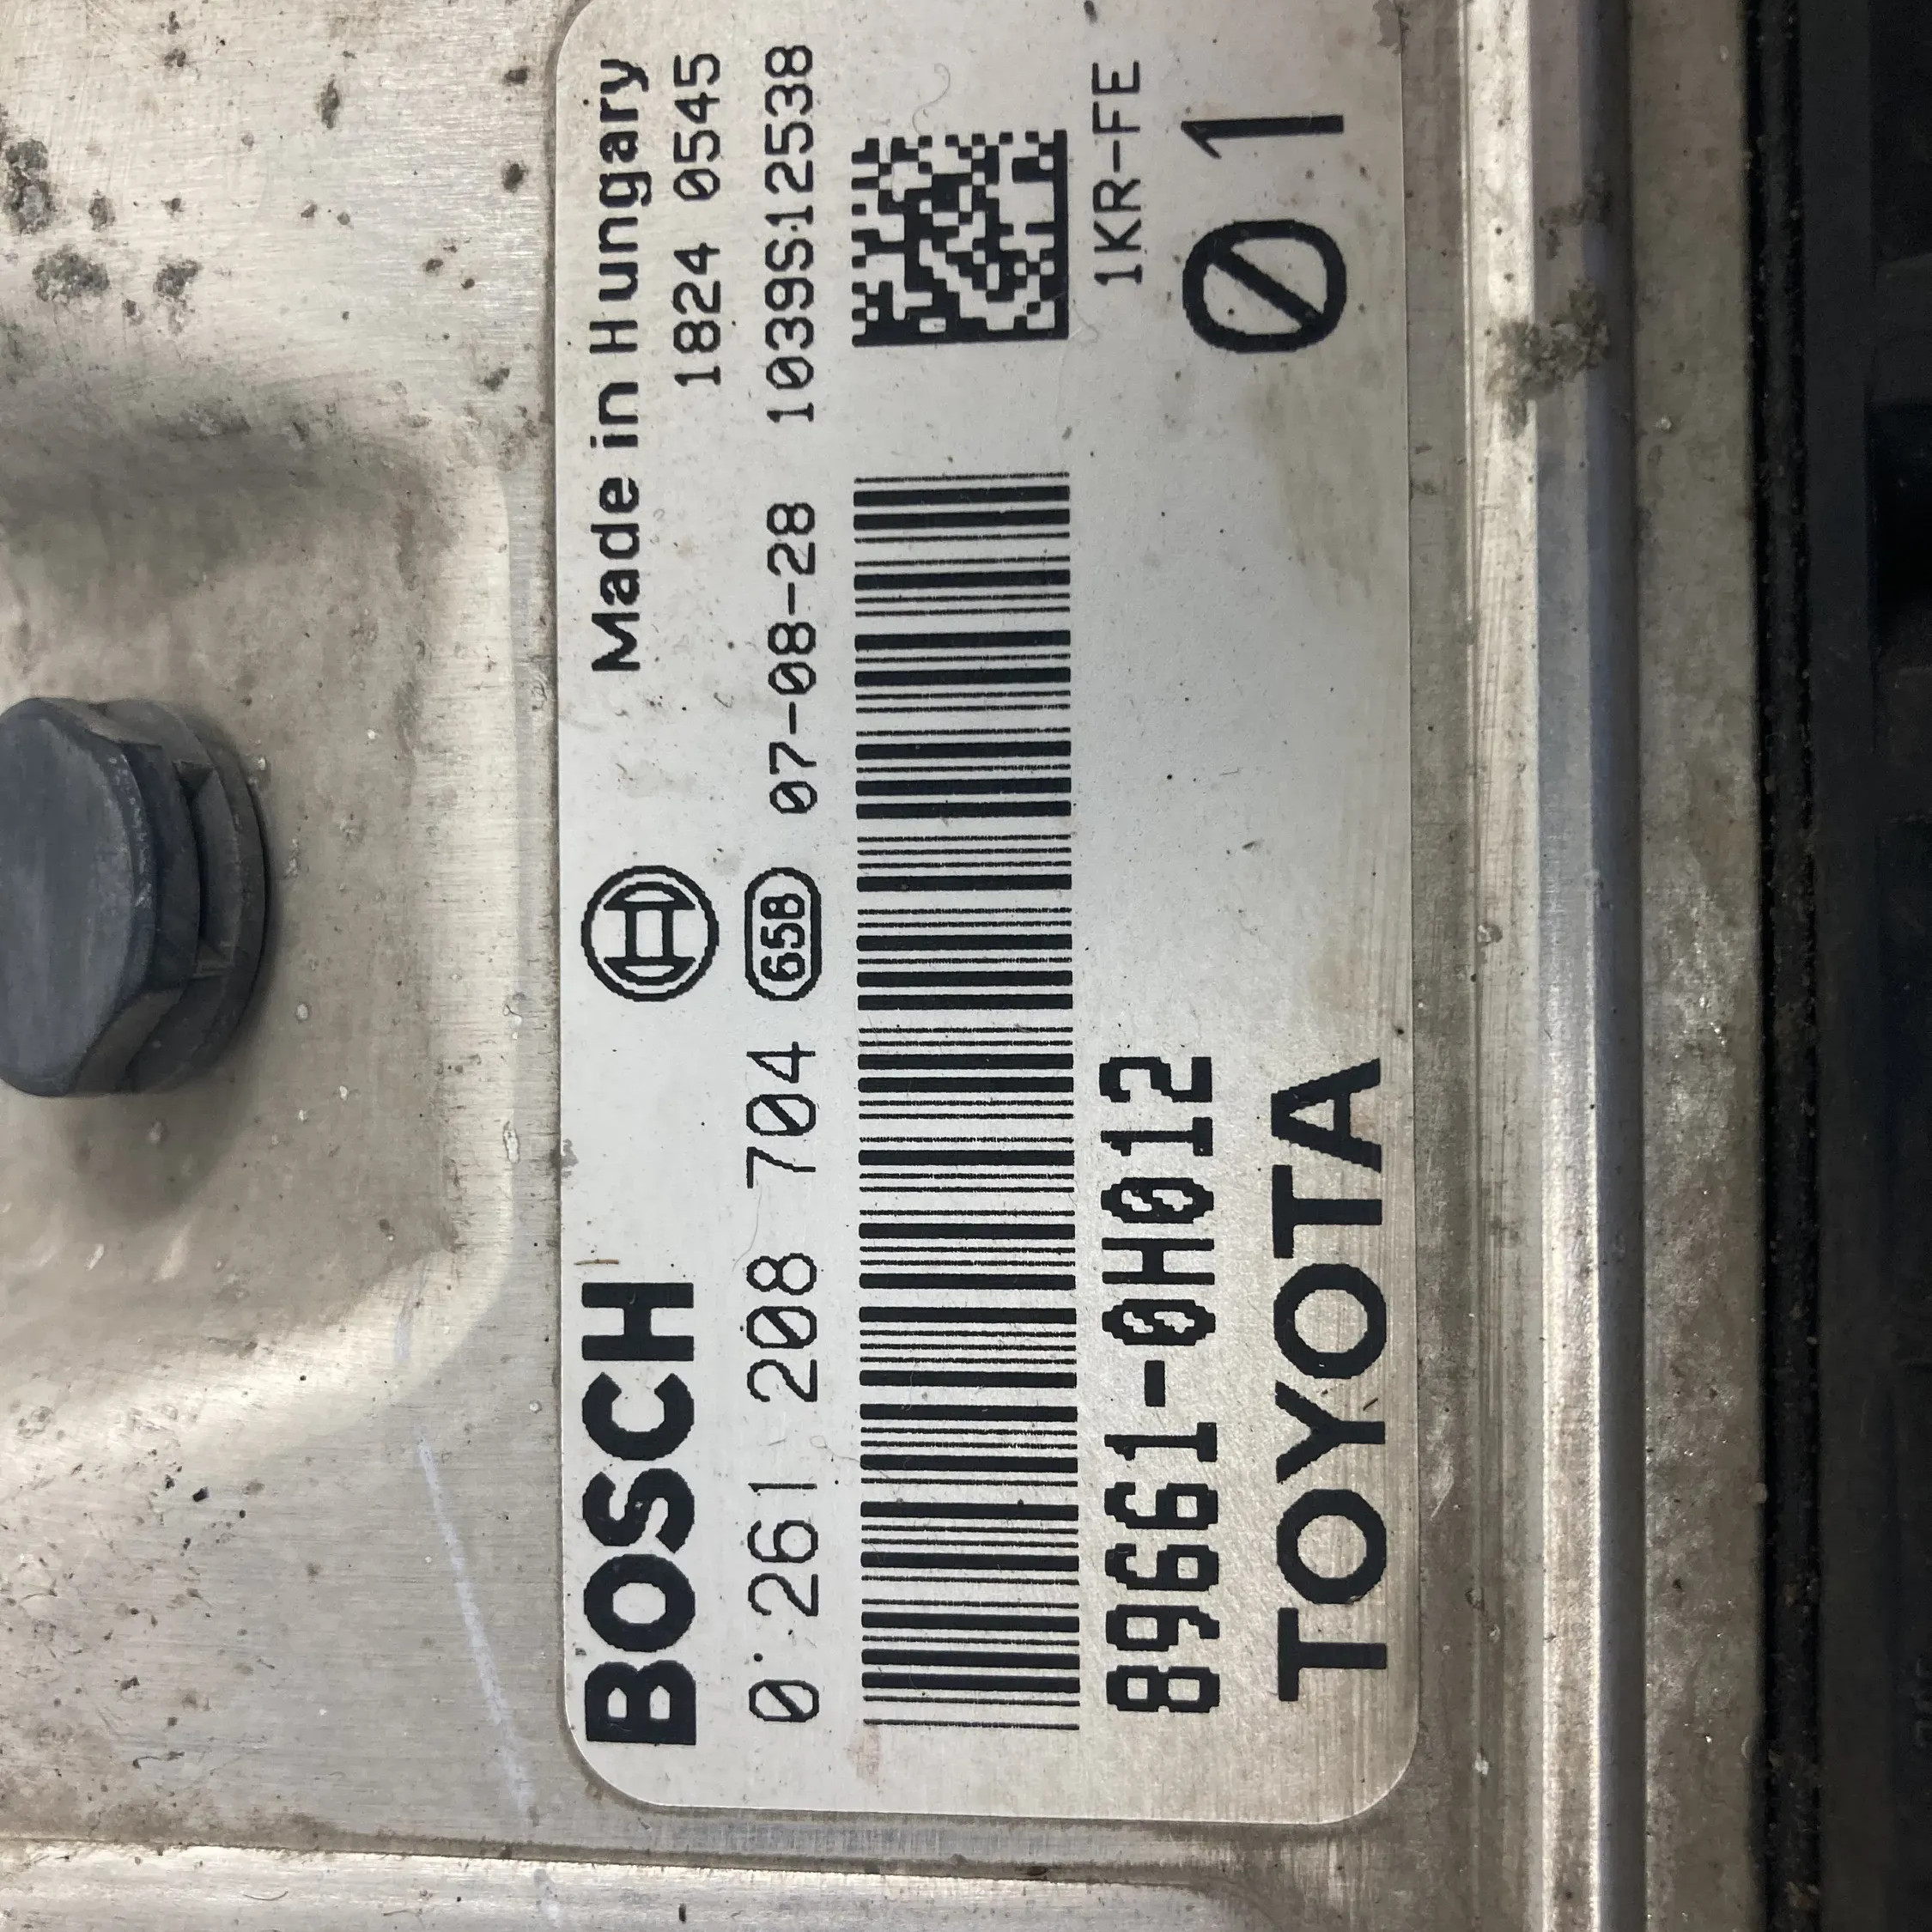 BOSCH
Made in Hungary
1824 0545
0 261 208 704 658 07-08-28 1039S12538
89661-0H012
1KR-FE
TOYOTA
01